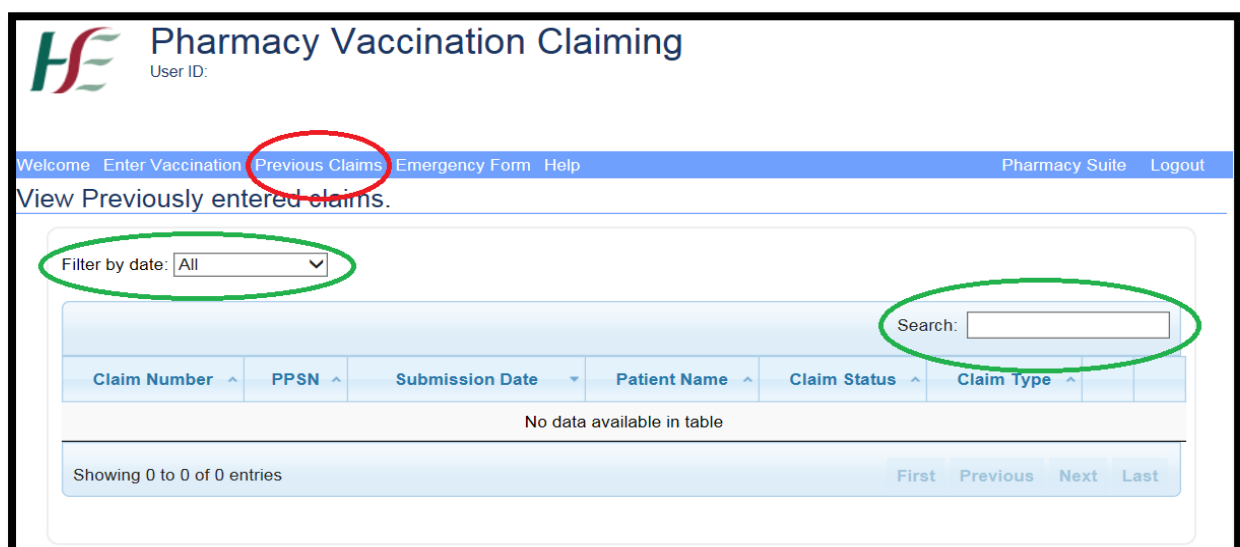 HSE
Pharmacy Vaccination Claiming
User ID:
Welcome Enter Vaccination Previous Claims Emergency Form Help Pharmacy Suite Logout
View Previously entered claims.
Filter by date: All
Search:
Claim Number PPSN Submission Date Patient Name Claim Status Claim Type
No data available in table
Showing 0 to 0 of 0 entries First Previous Next Last